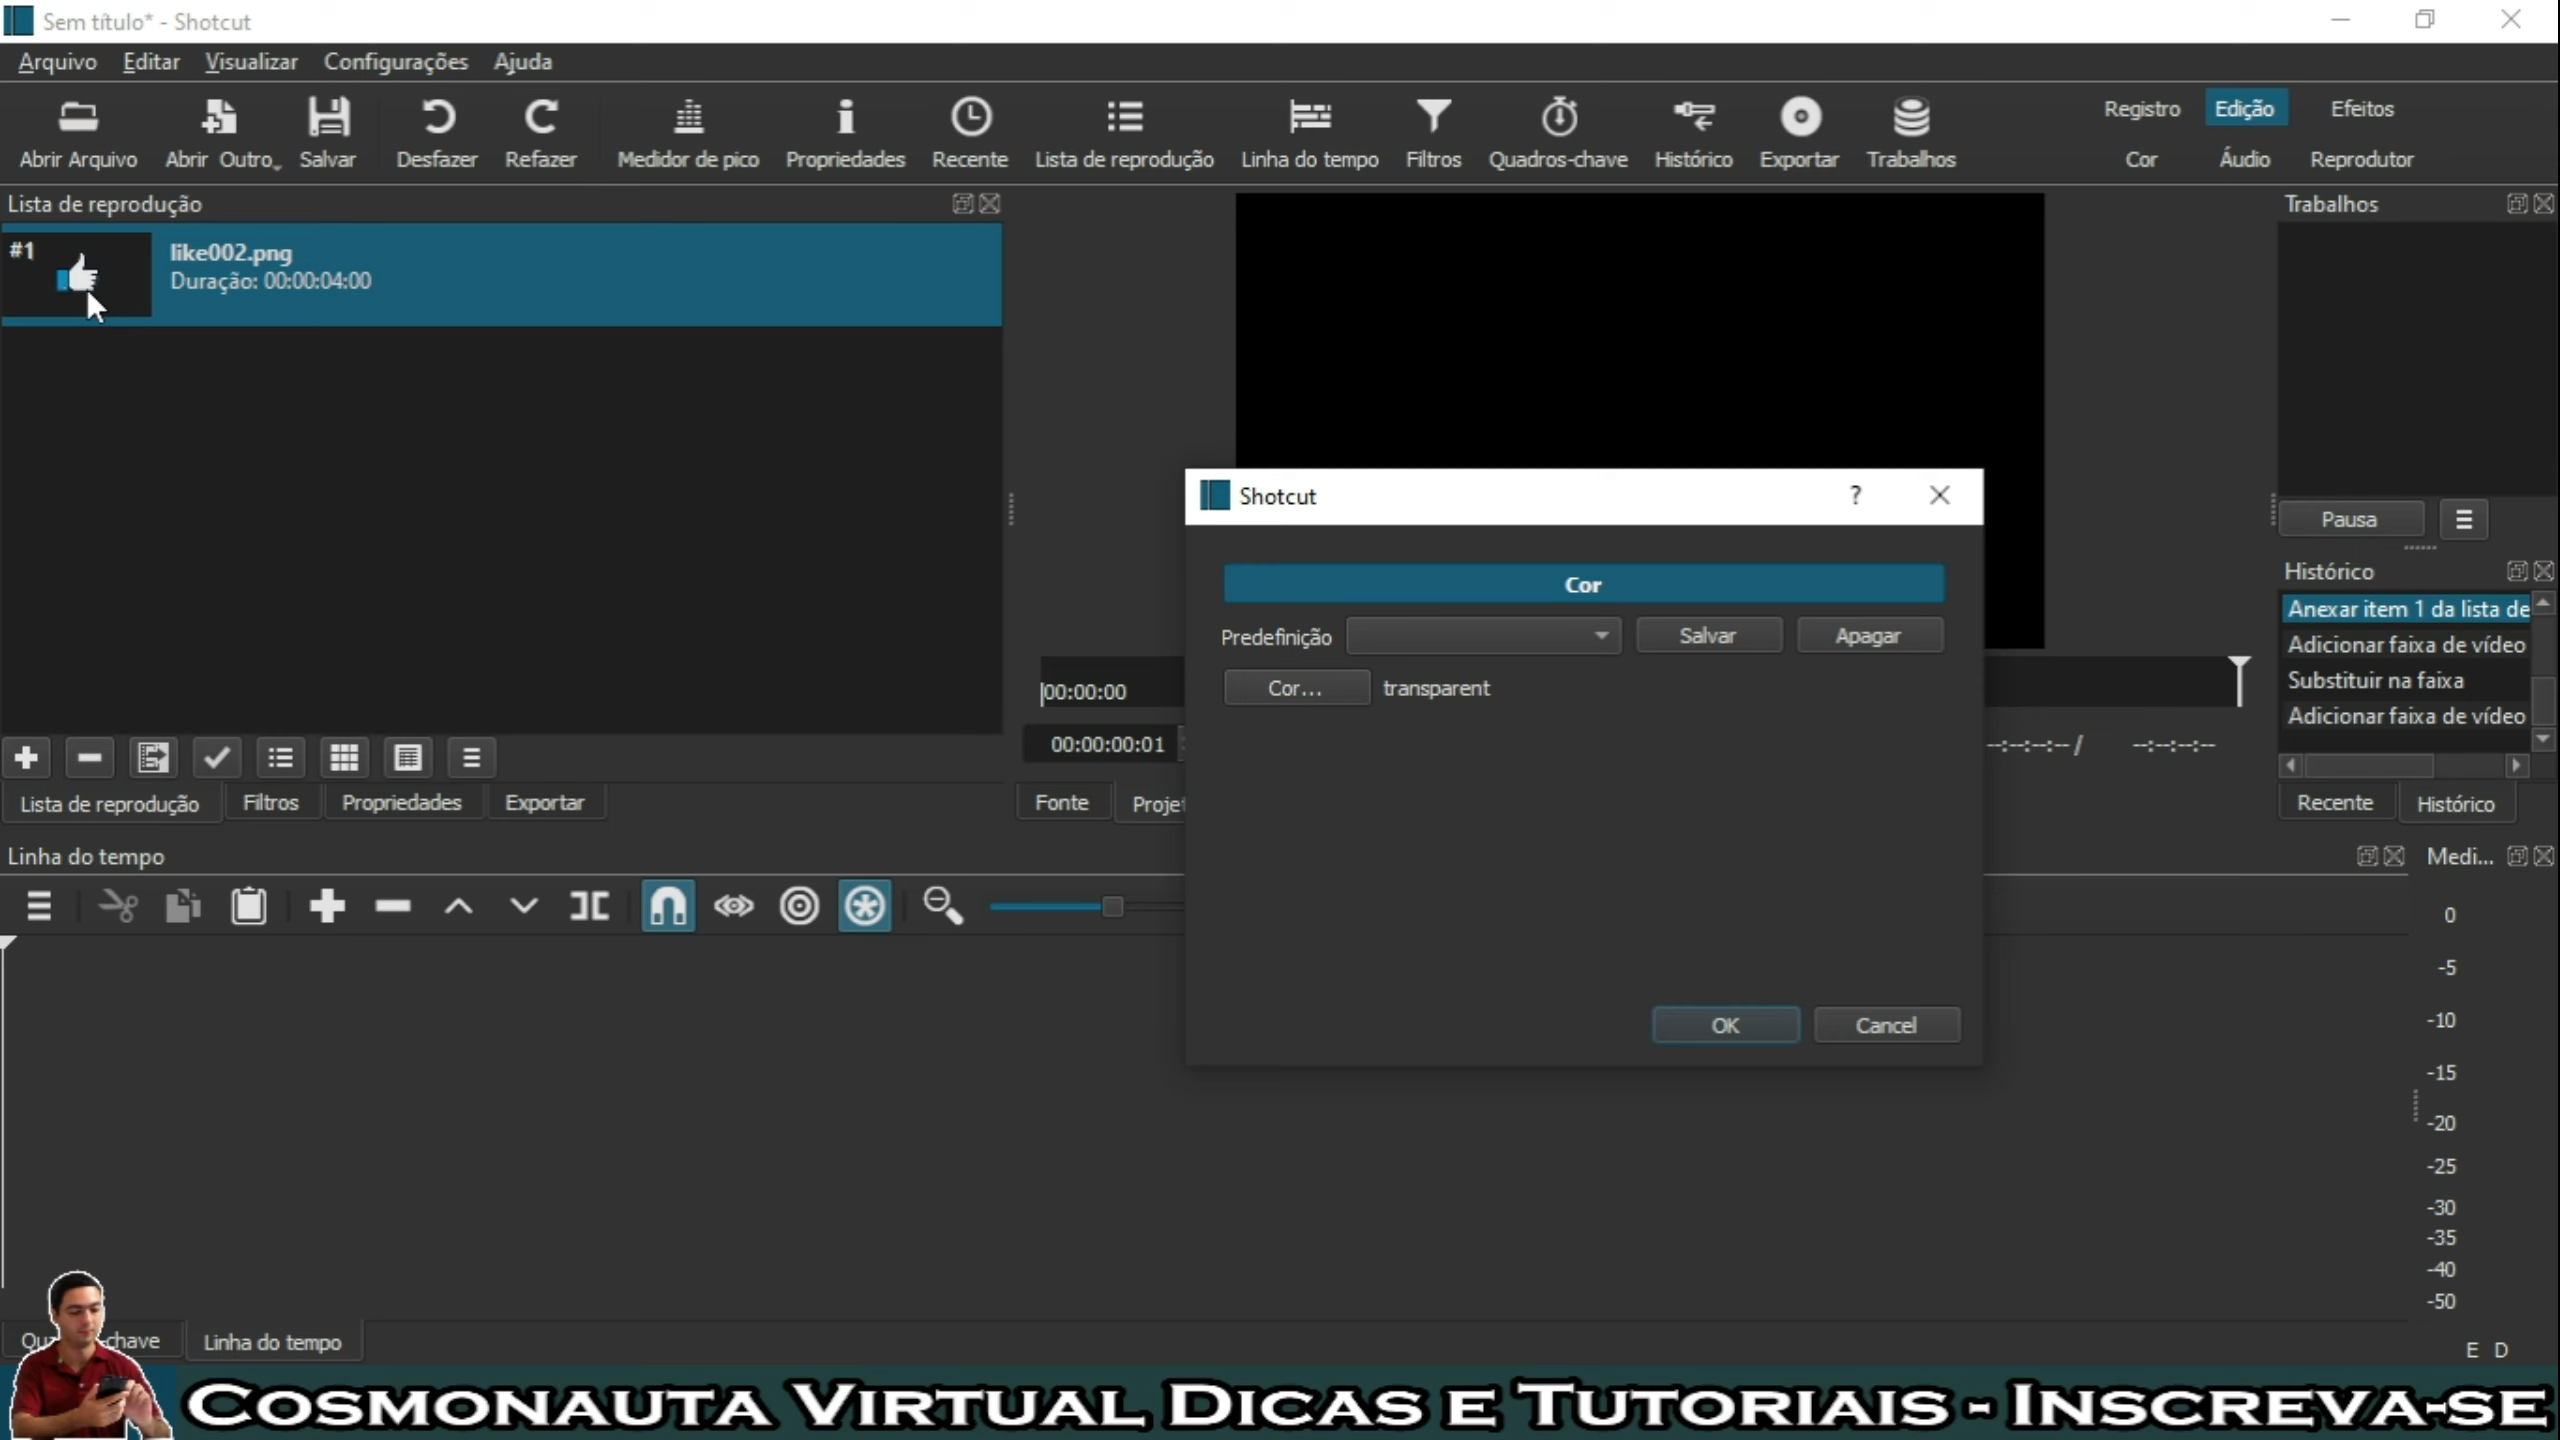 Sem título* - Shotcut
Arquivo Editar Visualizar Configurações Ajuda
Abrir Arquivo Abrir Outro Salvar Desfazer Refazer Medidor de pico Propriedades Recente Lista de reprodução Linha do tempo Filtros Quadros-chave Histórico Exportar Trabalhos
Registro Edição Efeitos
Cor Áudio Reprodutor
Lista de reprodução
Trabalhos
#1 like002.png
Duração: 00:00:04:00
Shotcut ?
Pausa
Cor
Histórico
Predefinição Salvar Apagar
Anexar item 1 da lista de
Cor... transparent
Adicionar faixa de vídeo
Substituir na faixa
Adicionar faixa de vídeo
00:00:00
00:00:00:01
--:--:--:-- / --:--:--:--
Lista de reprodução Filtros Propriedades Exportar
Fonte Projet
Recente Histórico
Linha do tempo
Medi...
OK Cancel
0
-5
-10
-15
-20
-25
-30
-35
-40
-50
E D
Qua chave Linha do tempo
Cosmonauta Virtual Dicas e Tutoriais - Inscreva-se